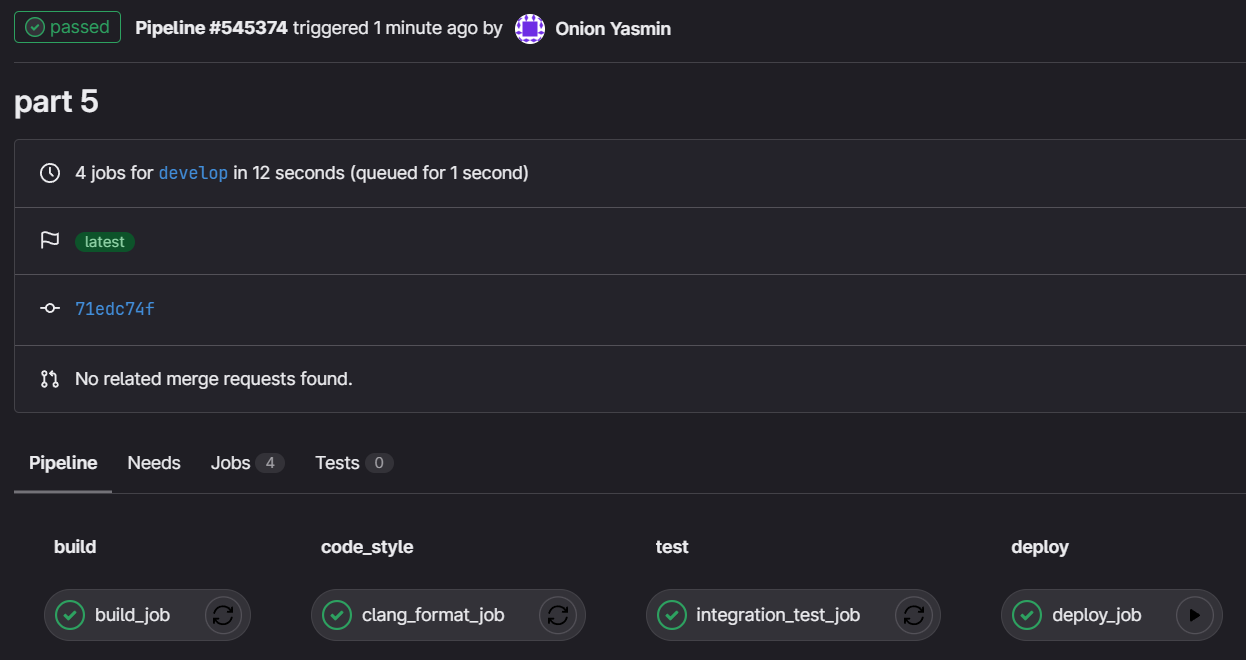 passed Pipeline #545374 triggered 1 minute ago by Onion Yasmin
part 5
4 jobs for develop in 12 seconds (queued for 1 second)
latest
71edc74f
No related merge requests found.
Pipeline Needs Jobs 4 Tests 0
build code_style test deploy
build_job clang_format_job integration_test_job deploy_job